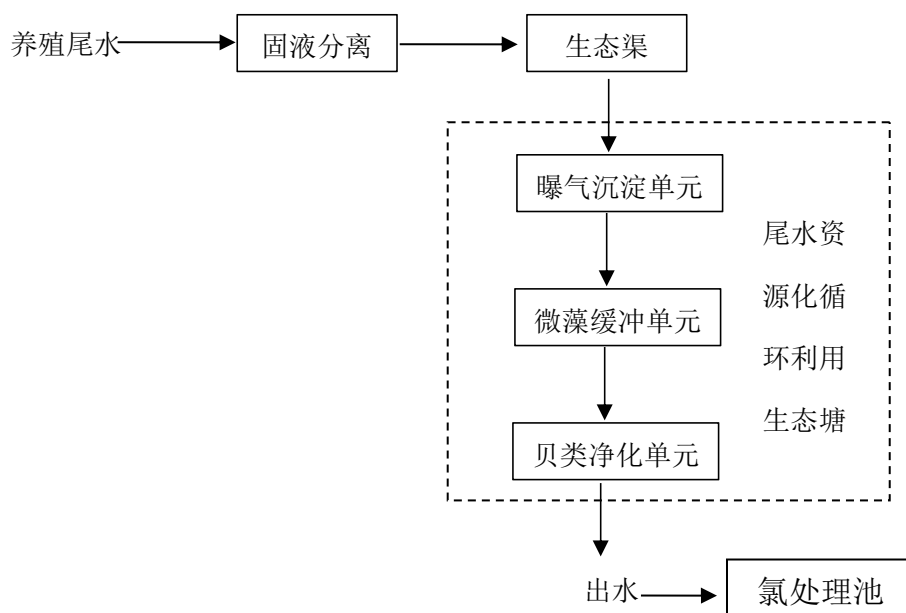 养殖尾水
固液分离
生态渠
曝气沉淀单元
微藻缓冲单元
贝类净化单元
尾水资
源化循
环利用
生态塘
出水
氯处理池